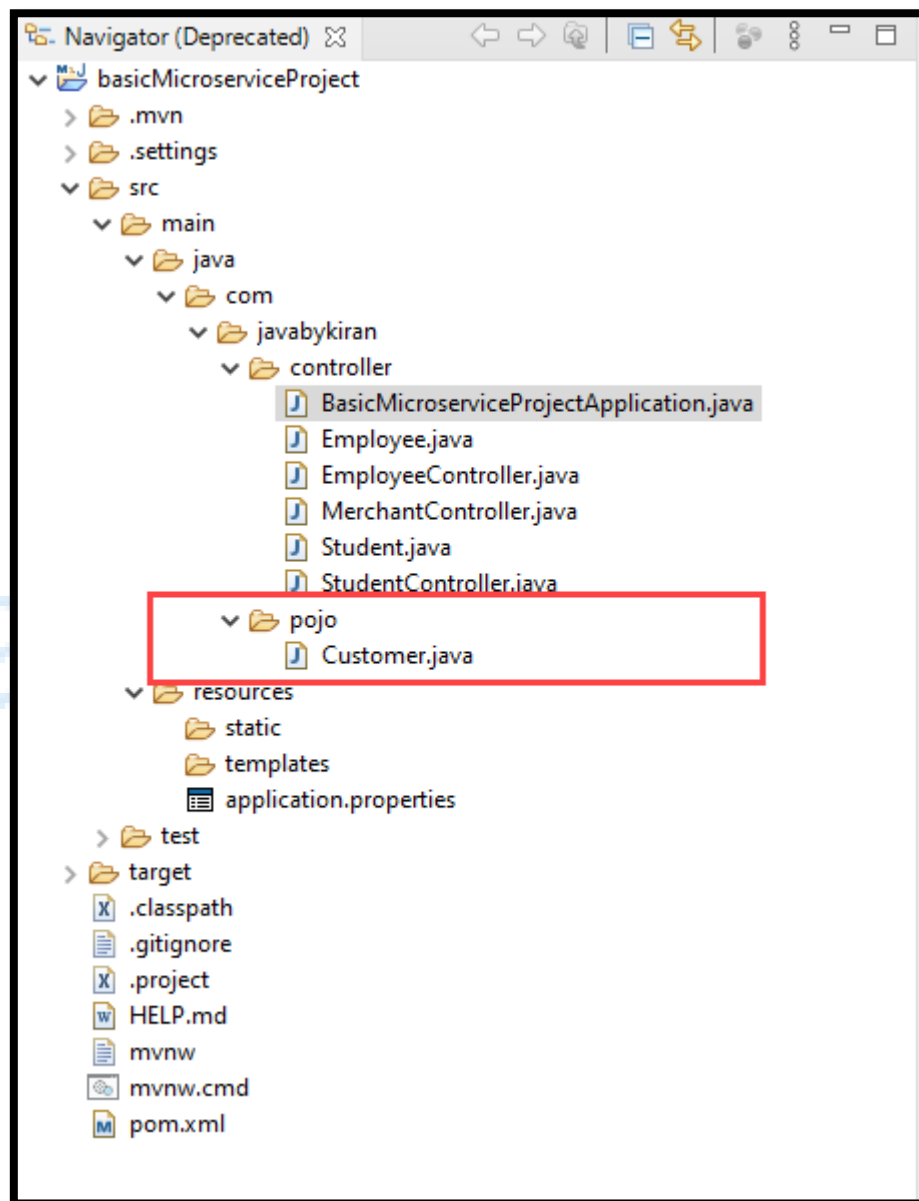 Navigator (Deprecated)
basicMicroserviceProject
.mvn
.settings
src
main
java
com
javabykiran
controller
BasicMicroserviceProjectApplication.java
Employee.java
EmployeeController.java
MerchantController.java
Student.java
StudentController.java
pojo
Customer.java
resources
static
templates
application.properties
test
target
.classpath
.gitignore
.project
HELP.md
mvnw
mvnw.cmd
pom.xml